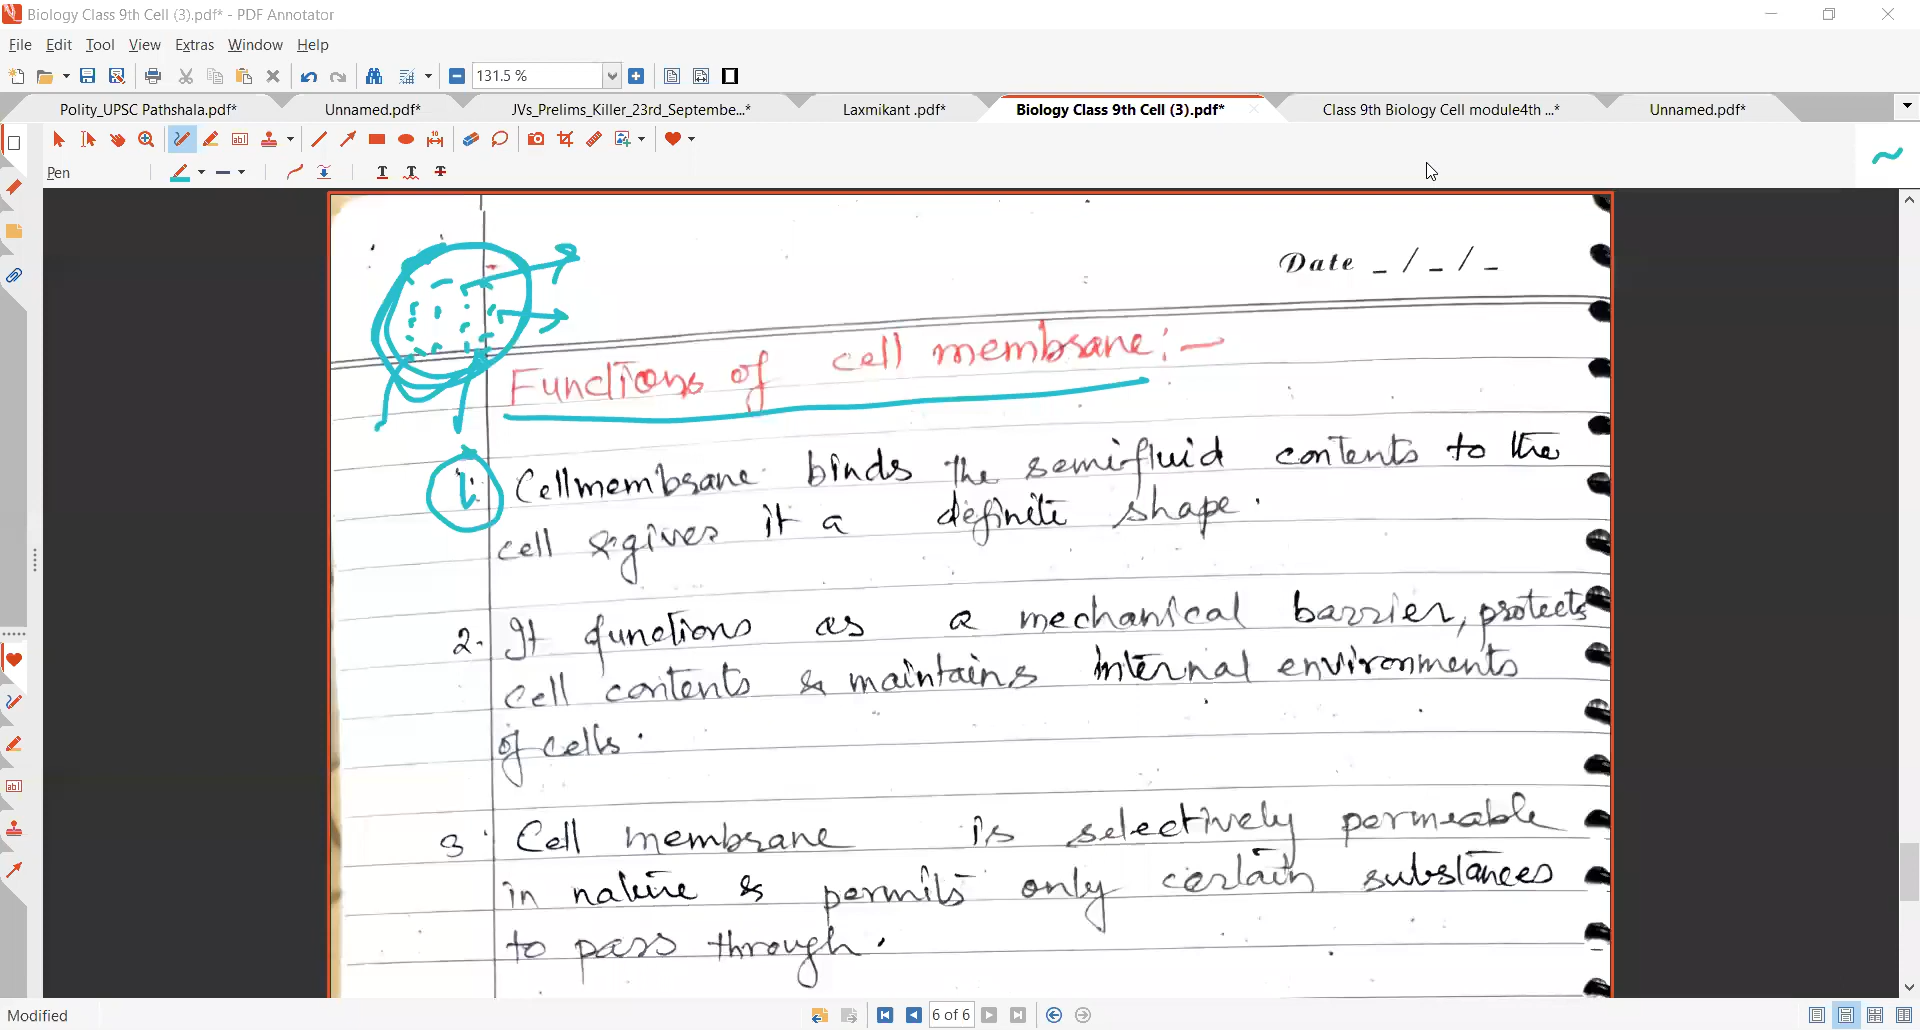 Biology Class 9th Cell (3).pdf* - PDF Annotator
File Edit Tool View Extras Window Help
131.5 %
Polity_UPSC Pathshala.pdf* Unnamed.pdf* JVs_Prelims_Killer_23rd_Septembe...* Laxmikant .pdf* Biology Class 9th Cell (3).pdf* Class 9th Biology Cell module4th ...* Unnamed.pdf*
Pen
Date _ / _ / _
Functions of cell membrane :-
1. Cellmembrane binds the semifluid contents to the
cell & gives it a definite shape.
2. It functions as a mechanical barrier, protects
cell contents & maintains internal environments
of cells.
3. Cell membrane is selectively permeable
in nature & permits only certain substances
to pass through.
Modified
6 of 6